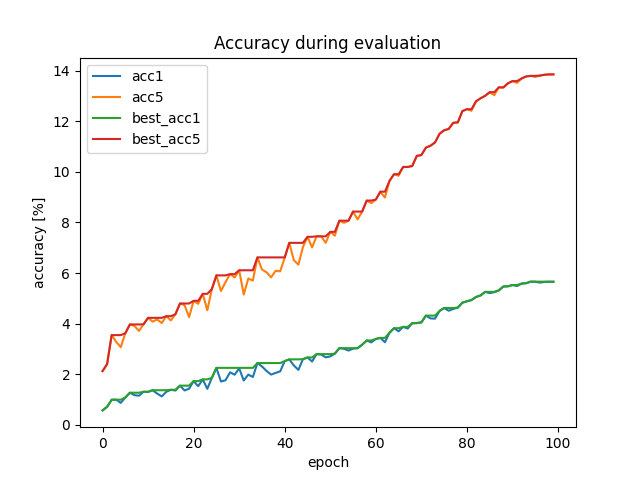 Accuracy during evaluation
acc1
acc5
best_acc1
best_acc5
accuracy [%]
14
12
10
8
6
4
2
0
0 20 40 60 80 100
epoch